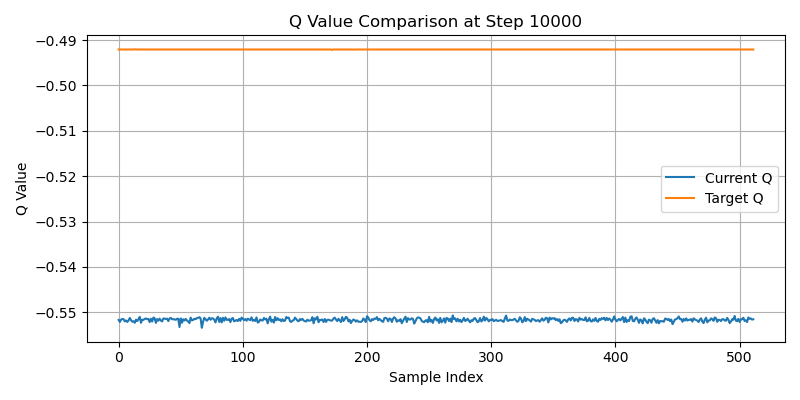 Q Value Comparison at Step 10000
−0.49
−0.50
−0.51
−0.52
−0.53
−0.54
−0.55
Q Value
Current Q
Target Q
0
100
200
300
400
500
Sample Index